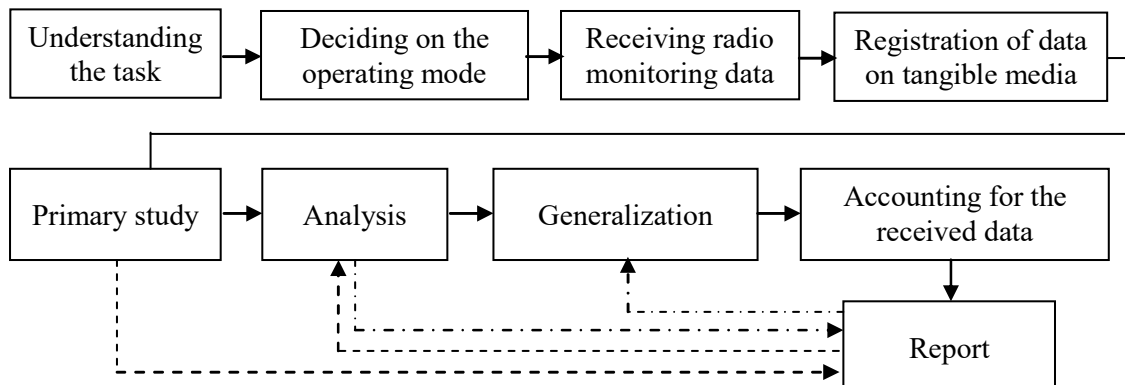 Understanding
the task
Deciding on the
operating mode
Receiving radio
monitoring data
Registration of data
on tangible media
Primary study
Analysis
Generalization
Accounting for the
received data
Report